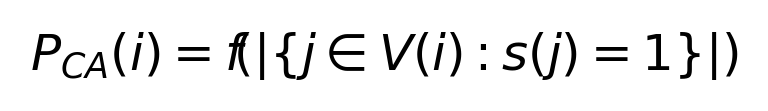 P_{CA}(i) = f(|{j ∈ V(i) : s(j) = 1}|)